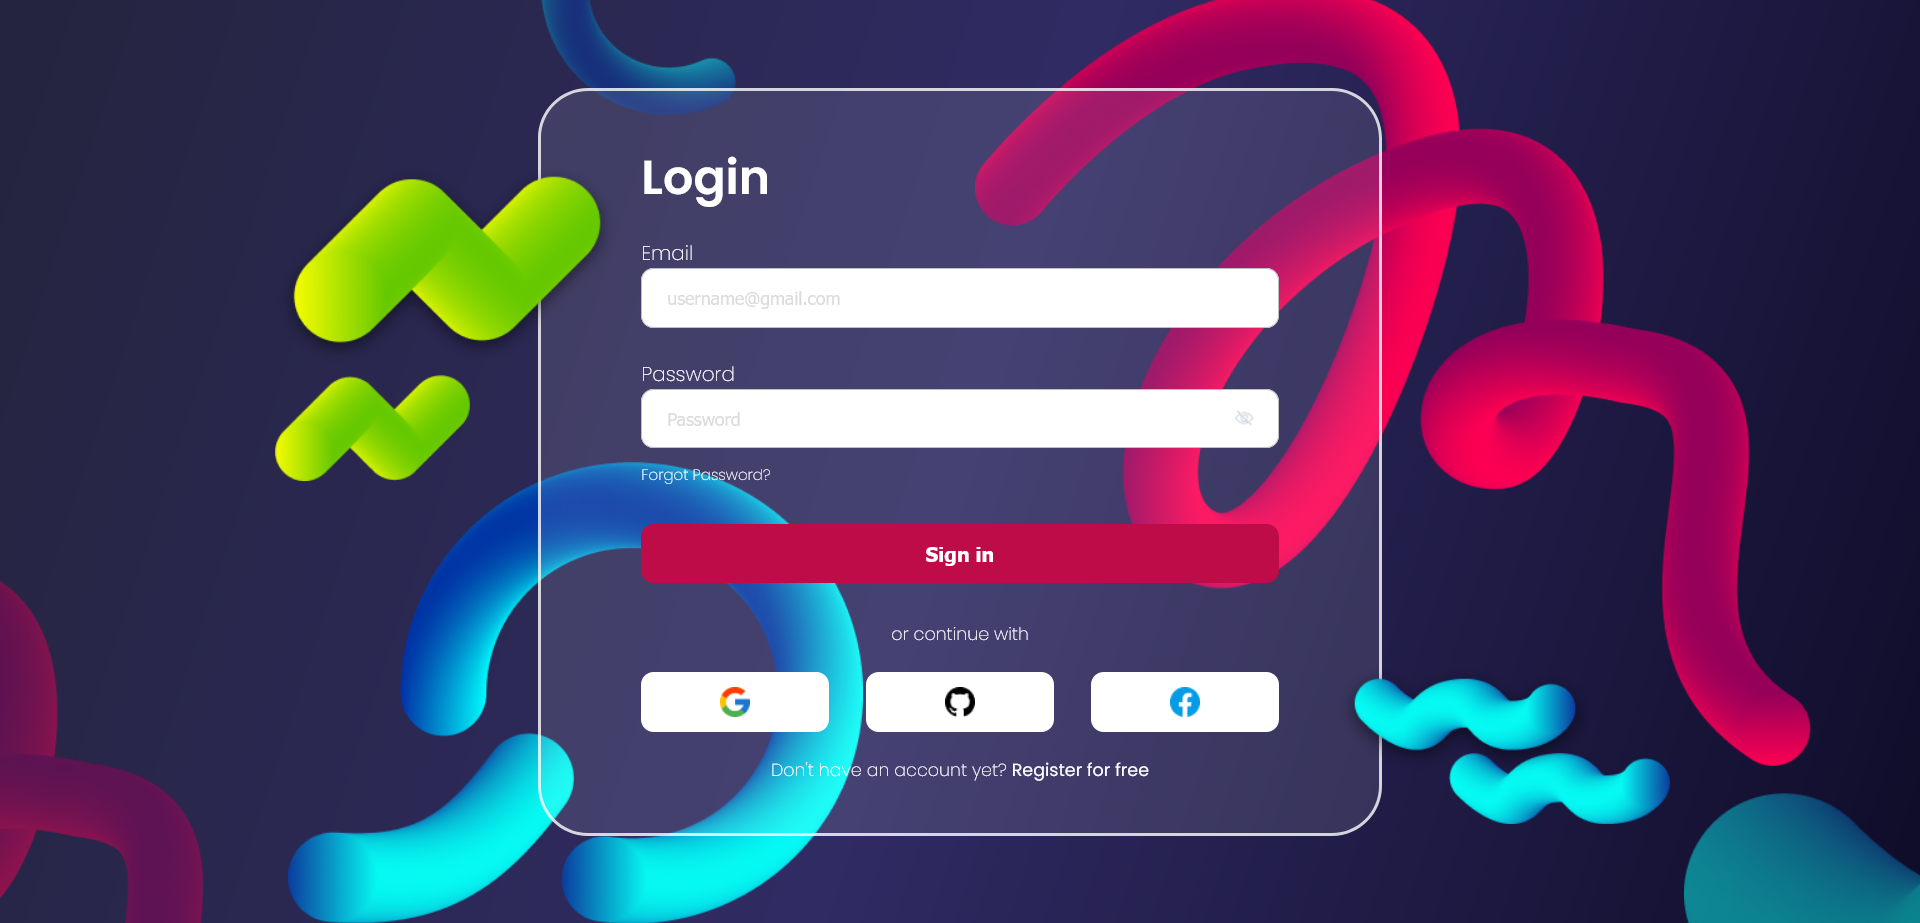 Login
Email
username@gmail.com
Password
Password
Forgot Password?
Sign in
or continue with
Don't have an account yet? Register for free